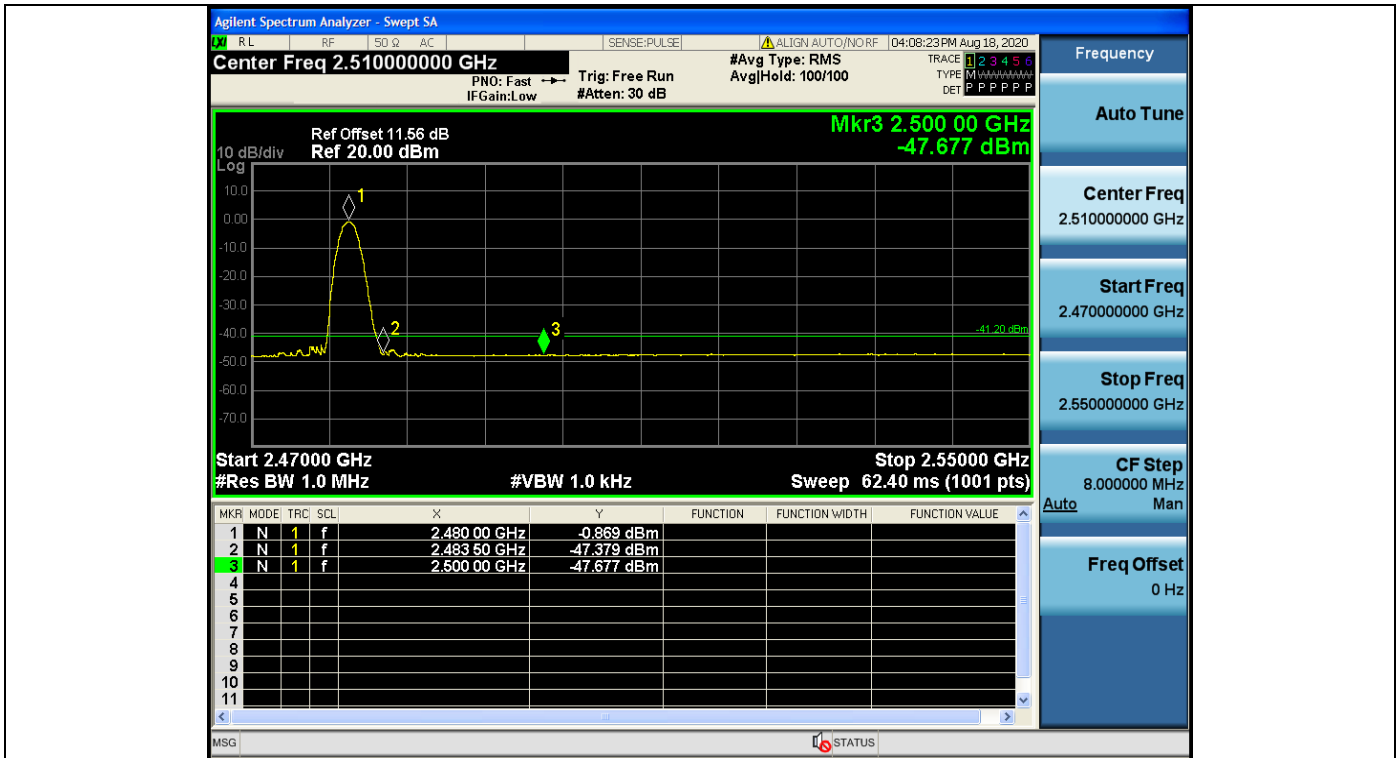 Agilent Spectrum Analyzer - Swept SA
LXI RL RF 50 Ω AC SENSE:PULSE ALIGN AUTO/NO RF 04:08:23 PM Aug 18, 2020
Center Freq 2.510000000 GHz
PNO: Fast
IFGain:Low
Trig: Free Run
#Atten: 30 dB
#Avg Type: RMS
Avg|Hold: 100/100
TRACE 1 2 3 4 5 6
TYPE M
DET P P P P P P
Ref Offset 11.56 dB
10 dB/div Ref 20.00 dBm
Log
Mkr3 2.500 00 GHz
-47.677 dBm
10.0
0.00
-10.0
-20.0
-30.0
-40.0
-50.0
-60.0
-70.0
1
2
3
-41.20 dBm
Start 2.47000 GHz Stop 2.55000 GHz
#Res BW 1.0 MHz #VBW 1.0 kHz Sweep 62.40 ms (1001 pts)
MKR MODE TRC SCL X Y FUNCTION FUNCTION WIDTH FUNCTION VALUE
1 N 1 f 2.480 00 GHz -0.869 dBm
2 N 1 f 2.483 50 GHz -47.379 dBm
3 N 1 f 2.500 00 GHz -47.677 dBm
4
5
6
7
8
9
10
11
MSG STATUS
Frequency
Auto Tune
Center Freq
2.510000000 GHz
Start Freq
2.470000000 GHz
Stop Freq
2.550000000 GHz
CF Step
8.000000 MHz
Auto Man
Freq Offset
0 Hz